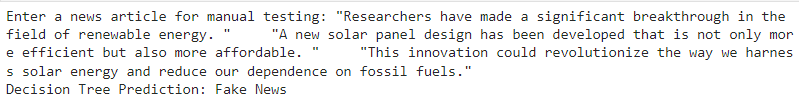 Enter a news article for manual testing: "Researchers have made a significant breakthrough in the
field of renewable energy. "     "A new solar panel design has been developed that is not only mor
e efficient but also more affordable. "     "This innovation could revolutionize the way we harnes
s solar energy and reduce our dependence on fossil fuels."
Decision Tree Prediction: Fake News